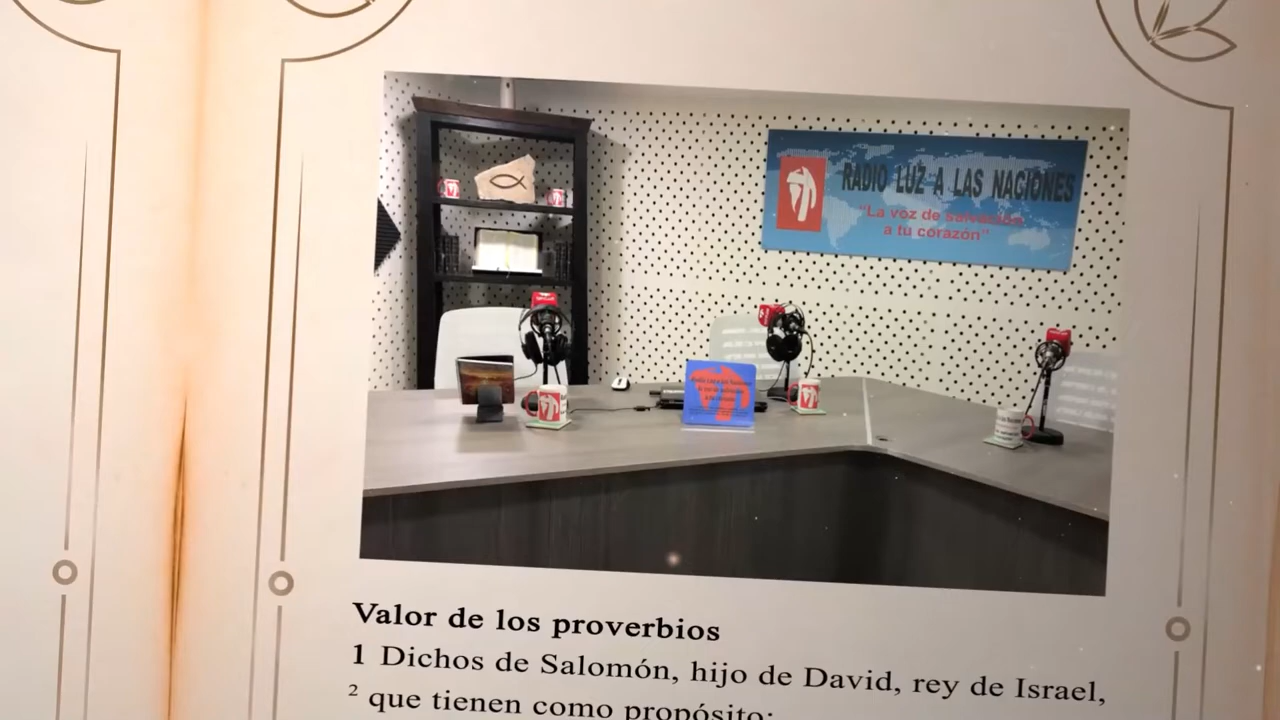 RADIO LUZ A LAS NACIONES
"La voz de salvación
a tu corazón"
Valor de los proverbios
1 Dichos de Salomón, hijo de David, rey de Israel,
2 que tienen como propósito: